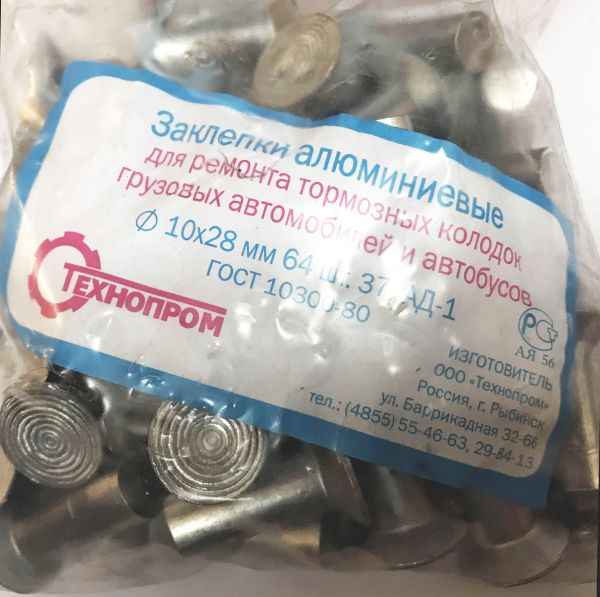 Заклепки алюминиевые
для ремонта тормозных колодок
грузовых автомобилей и автобусов
Ø 10х28 мм 64 шт. 37 АД-1
ГОСТ 10300-80
ТЕХНОПРОМ
РСТ
АЯ 56
ИЗГОТОВИТЕЛЬ
ООО «Технопром»
Россия, г. Рыбинск
ул. Баррикадная 32-66
тел.: (4855) 55-46-63, 29-84-13